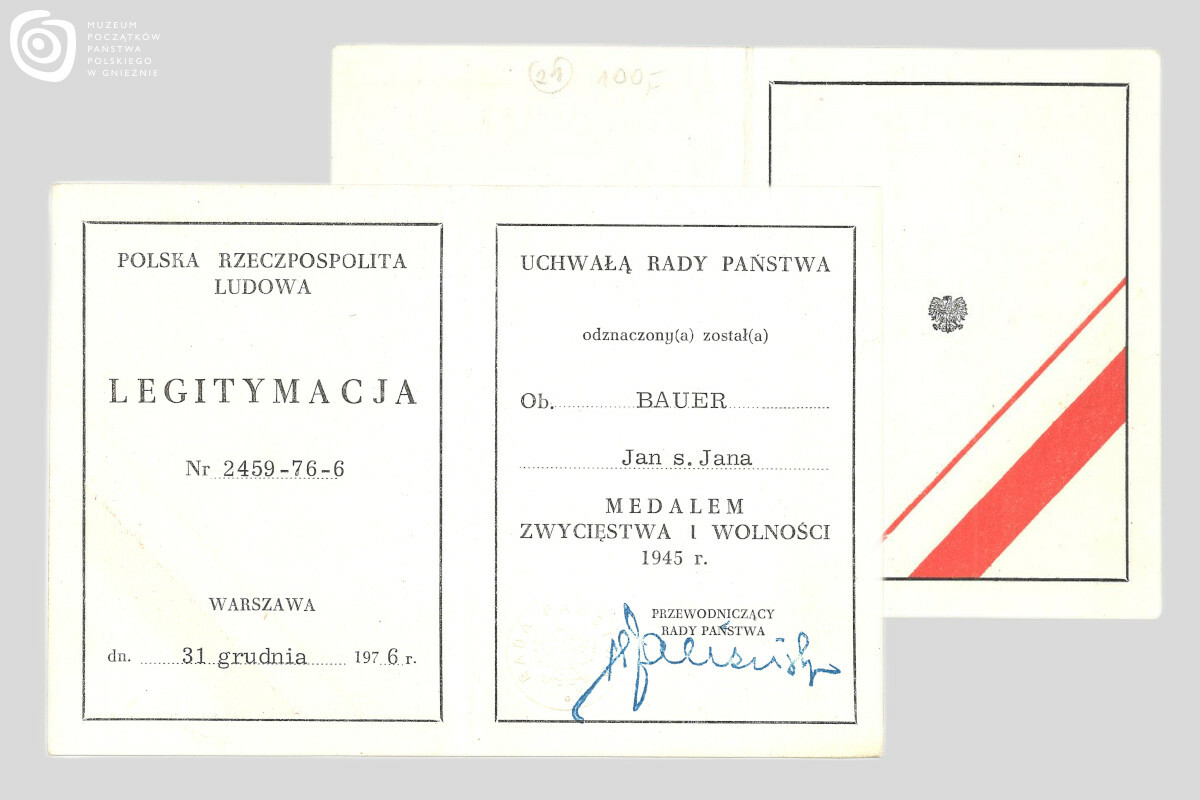 MUZEUM
POCZĄTKÓW
PAŃSTWA
POLSKIEGO
W GNIEŹNIE
21 100,-
POLSKA RZECZPOSPOLITA
LUDOWA
LEGITYMACJA
Nr 2459-76-6
WARSZAWA
dn. 31 grudnia 1976 r.
UCHWAŁĄ RADY PAŃSTWA
odznaczony(a) został(a)
Ob. BAUER
Jan s. Jana
MEDALEM
ZWYCIĘSTWA I WOLNOŚCI
1945 r.
PRZEWODNICZĄCY
RADY PAŃSTWA